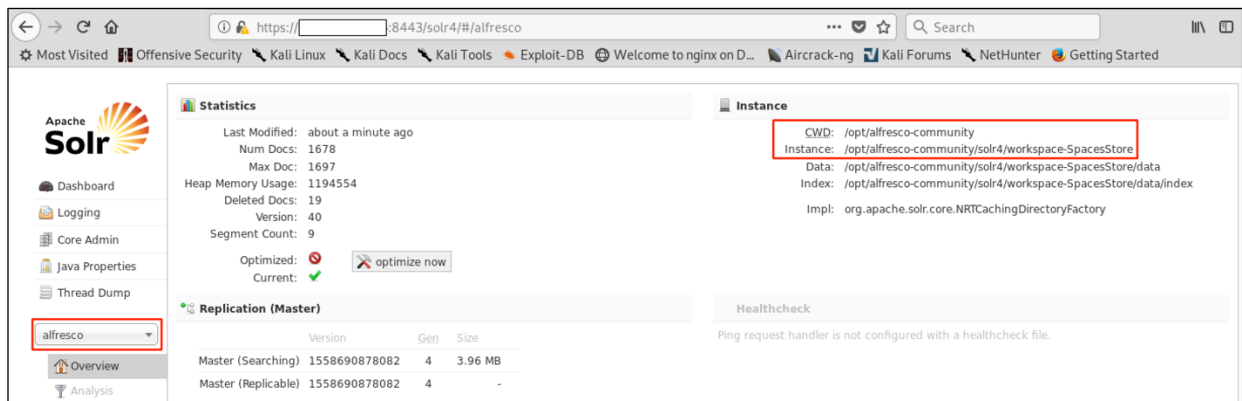 https:// :8443/solr4/#/alfresco
Search
Most Visited Offensive Security Kali Linux Kali Docs Kali Tools Exploit-DB Welcome to nginx on D... Aircrack-ng Kali Forums NetHunter Getting Started
Apache
Solr
Dashboard
Logging
Core Admin
Java Properties
Thread Dump
alfresco
Overview
Analysis
Statistics
Last Modified: about a minute ago
Num Docs: 1678
Max Doc: 1697
Heap Memory Usage: 1194554
Deleted Docs: 19
Version: 40
Segment Count: 9
Optimized: optimize now
Current:
Replication (Master)
Version Gen Size
Master (Searching) 1558690878082 4 3.96 MB
Master (Replicable) 1558690878082 4 -
Instance
CWD: /opt/alfresco-community
Instance: /opt/alfresco-community/solr4/workspace-SpacesStore
Data: /opt/alfresco-community/solr4/workspace-SpacesStore/data
Index: /opt/alfresco-community/solr4/workspace-SpacesStore/data/index
Impl: org.apache.solr.core.NRTCachingDirectoryFactory
Healthcheck
Ping request handler is not configured with a healthcheck file.